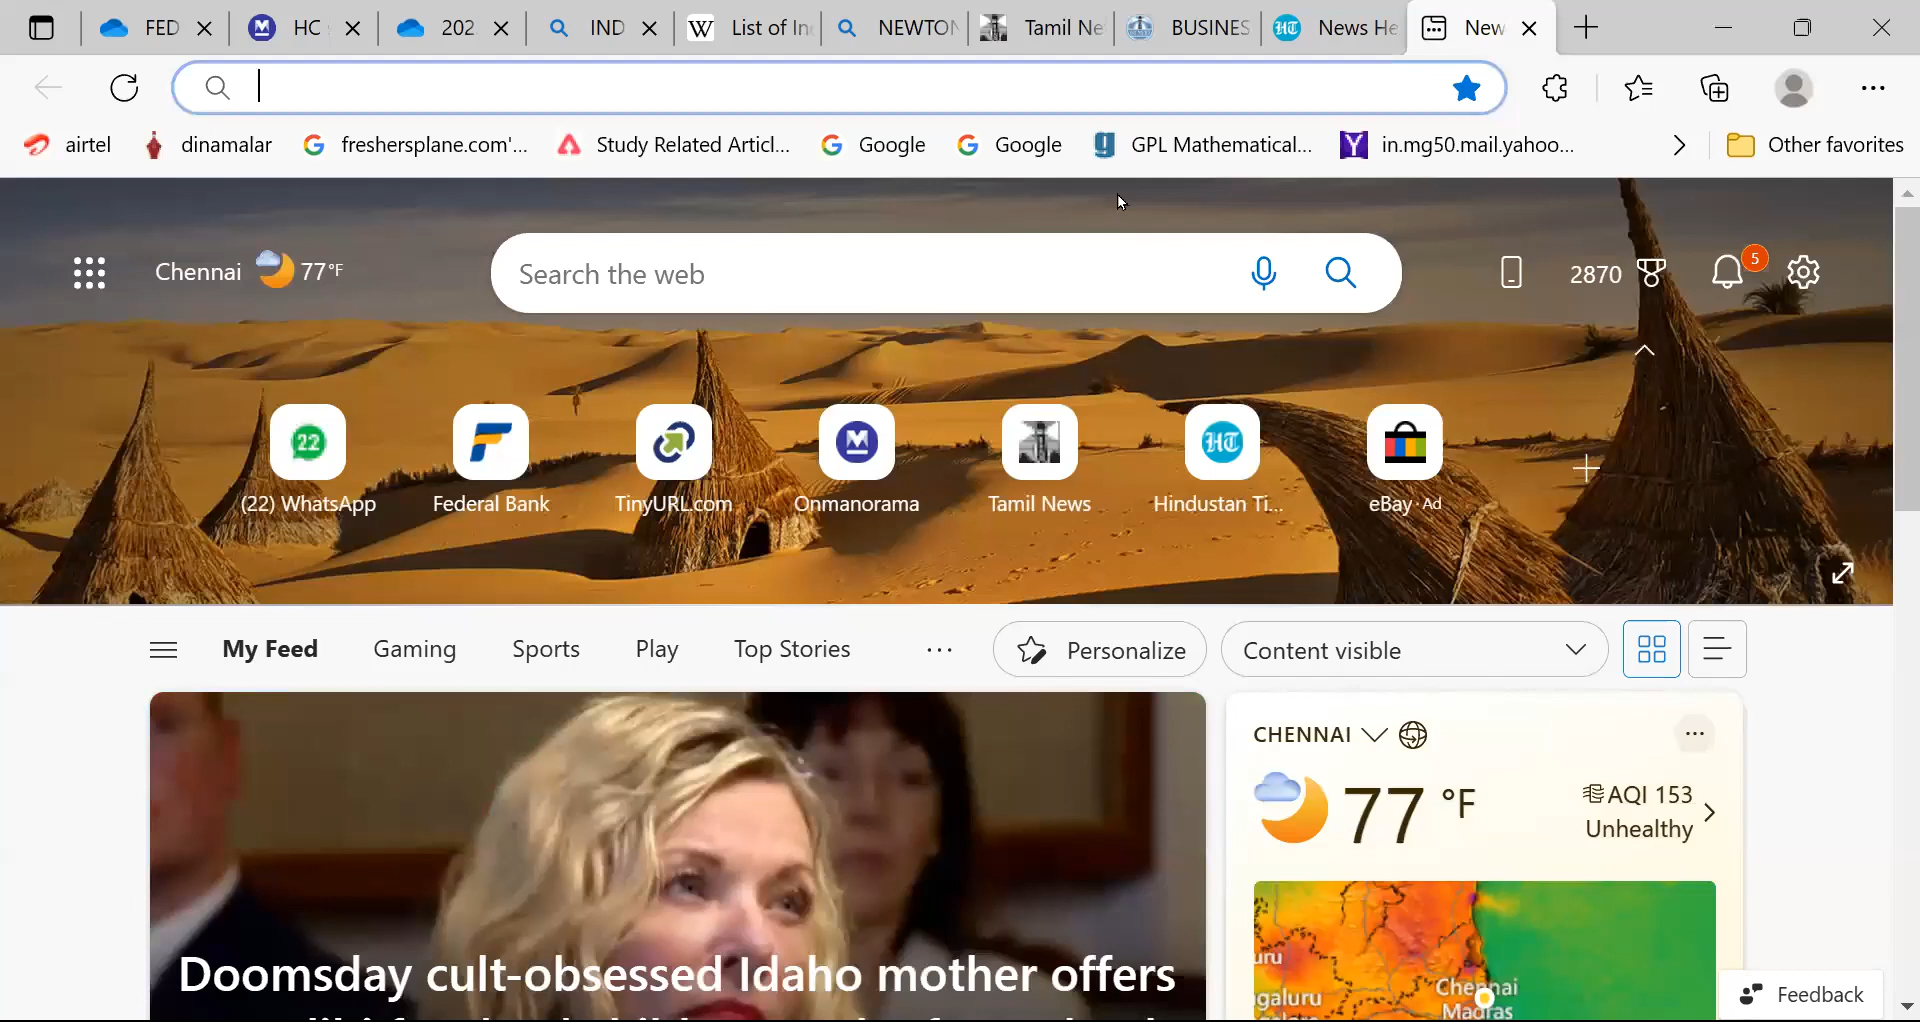 FED
HC
202
IND
List of In
NEWTON
Tamil Ne
BUSINES
News He
New
airtel
dinamalar
freshersplane.com'...
Study Related Articl...
Google
Google
GPL Mathematical...
in.mg50.mail.yahoo...
Other favorites
Chennai 77°F
Search the web
2870
5
22
(22) WhatsApp
Federal Bank
TinyURL.com
Onmanorama
Tamil News
Hindustan Ti...
eBay · Ad
My Feed
Gaming
Sports
Play
Top Stories
Personalize
Content visible
CHENNAI
77 °F
AQI 153
Unhealthy
Doomsday cult-obsessed Idaho mother offers
uru
galuru
Chennai
Madras
Feedback